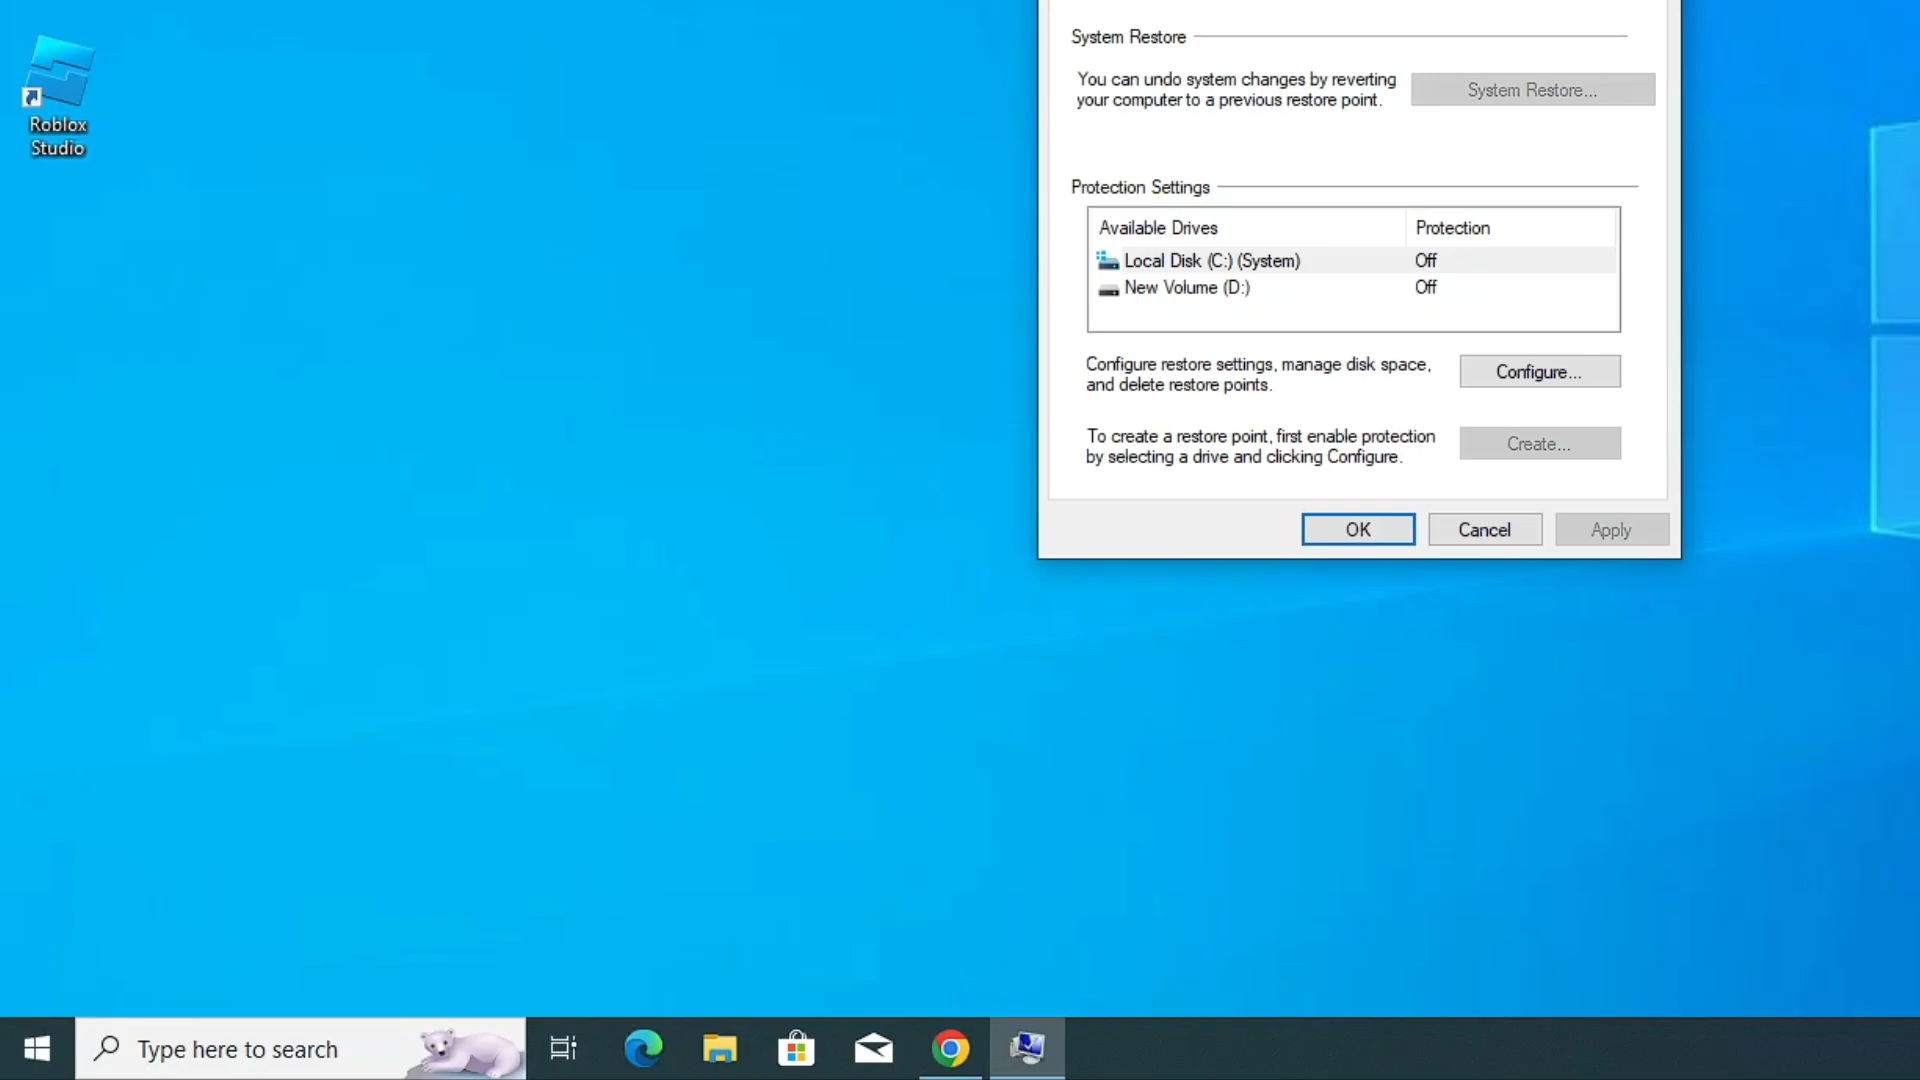 Roblox
Studio
System Restore
You can undo system changes by reverting
your computer to a previous restore point.
System Restore...
Protection Settings
Available Drives Protection
Local Disk (C:) (System) Off
New Volume (D:) Off
Configure restore settings, manage disk space,
and delete restore points.
Configure...
To create a restore point, first enable protection
by selecting a drive and clicking Configure.
Create...
OK Cancel Apply
Type here to search